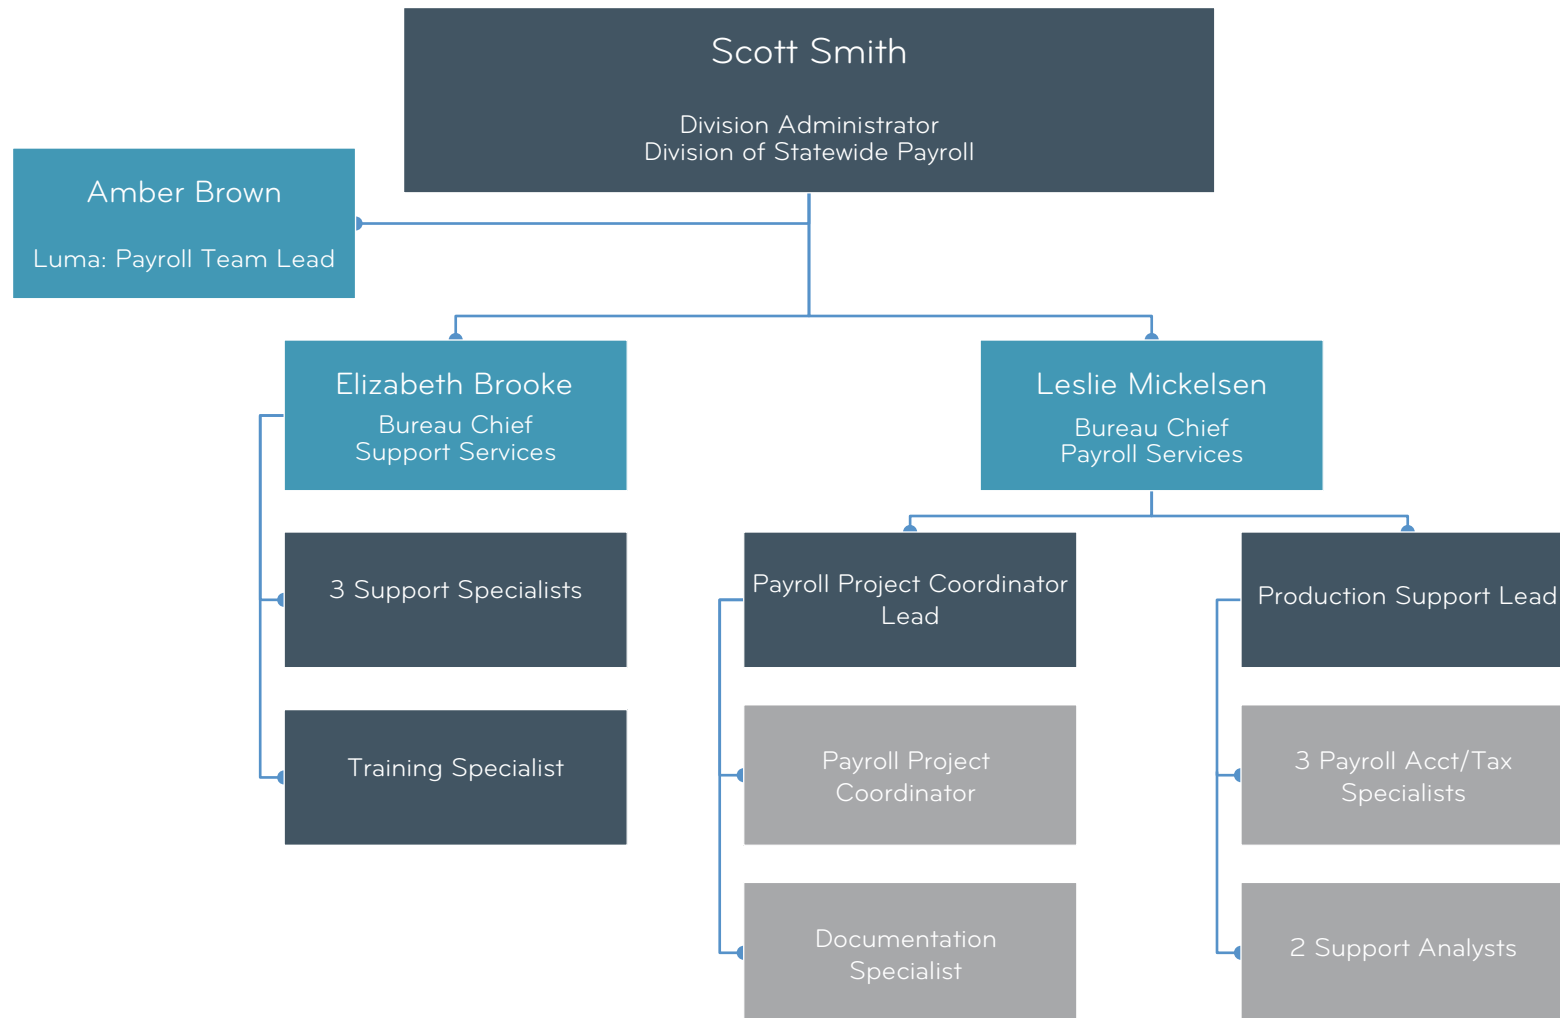 Scott Smith
Division Administrator
Division of Statewide Payroll
Amber Brown
Luma: Payroll Team Lead
Elizabeth Brooke
Bureau Chief
Support Services
Leslie Mickelsen
Bureau Chief
Payroll Services
3 Support Specialists
Training Specialist
Payroll Project Coordinator
Lead
Payroll Project
Coordinator
Documentation
Specialist
Production Support Lead
3 Payroll Acct/Tax
Specialists
2 Support Analysts